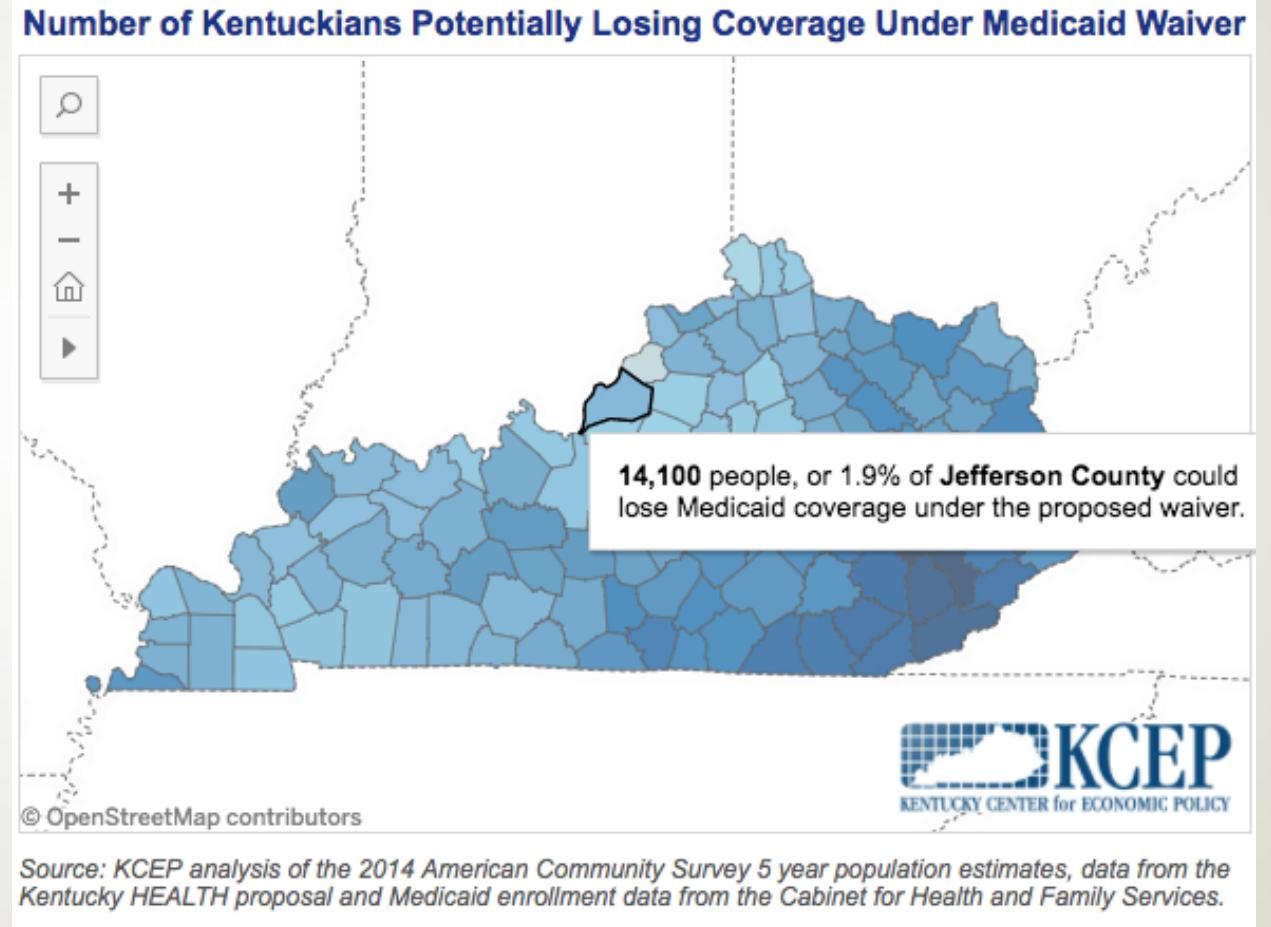 Number of Kentuckians Potentially Losing Coverage Under Medicaid Waiver
14,100 people, or 1.9% of Jefferson County could
lose Medicaid coverage under the proposed waiver.
KCEP
KENTUCKY CENTER for ECONOMIC POLICY
© OpenStreetMap contributors
Source: KCEP analysis of the 2014 American Community Survey 5 year population estimates, data from the
Kentucky HEALTH proposal and Medicaid enrollment data from the Cabinet for Health and Family Services.